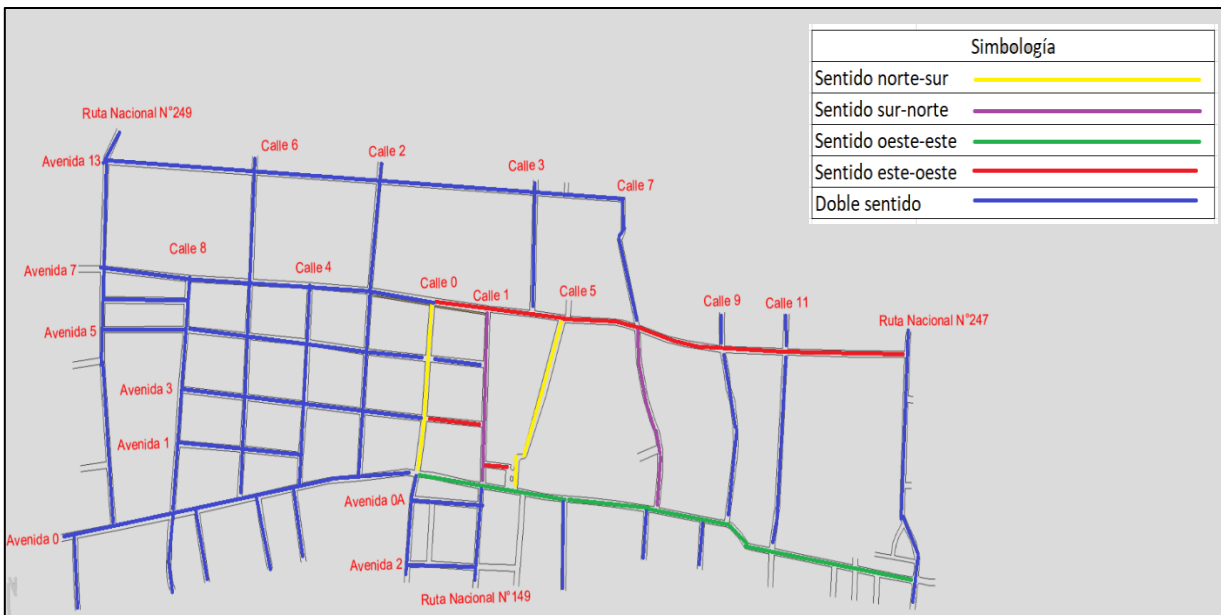 Simbología
Sentido norte-sur
Sentido sur-norte
Sentido oeste-este
Sentido este-oeste
Doble sentido
Ruta Nacional N°249
Calle 6
Calle 2
Avenida 13
Calle 3
Calle 7
Calle 8
Avenida 7
Calle 4
Calle 0
Calle 1
Calle 5
Calle 9
Calle 11
Ruta Nacional N°247
Avenida 5
Avenida 3
Avenida 1
Avenida 0A
Avenida 0
Avenida 2
Ruta Nacional N°149